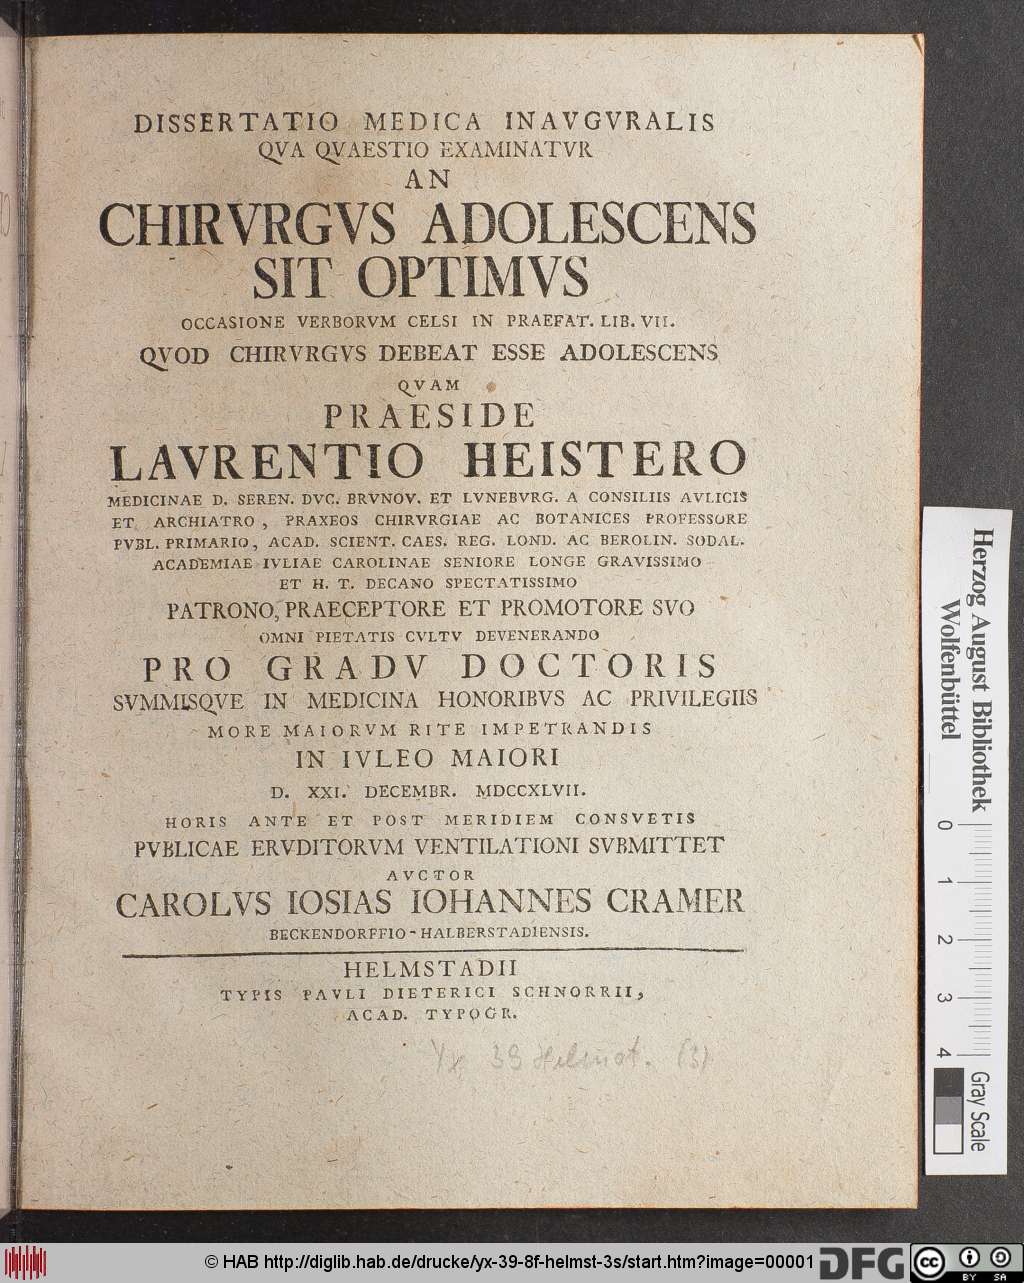 DISSERTATIO MEDICA INAVGVRALIS
QVA QVAESTIO EXAMINATVR
AN
CHIRVRGVS ADOLESCENS
SIT OPTIMVS
OCCASIONE VERBORVM CELSI IN PRAEFAT. LIB. VII.
QVOD CHIRVRGVS DEBEAT ESSE ADOLESCENS
QVAM
PRAESIDE
LAVRENTIO HEISTERO
MEDICINAE D. SEREN. DVC. BRVNOV. ET LVNEBVRG. A CONSILIIS AVLICIS
ET ARCHIATRO, PRAXEOS CHIRVRGIAE AC BOTANICES PROFESSORE
PVBL. PRIMARIO, ACAD. SCIENT. CAES. REG. LOND. AC BEROLIN. SODAL.
ACADEMIAE IVLIAE CAROLINAE SENIORE LONGE GRAVISSIMO
ET H. T. DECANO SPECTATISSIMO
PATRONO, PRAECEPTORE ET PROMOTORE SVO
OMNI PIETATIS CVLTV DEVENERANDO
PRO GRADV DOCTORIS
SVMMISQVE IN MEDICINA HONORIBVS AC PRIVILEGIIS
MORE MAIORVM RITE IMPETRANDIS
IN IVLEO MAIORI
D. XXI. DECEMBR. MDCCXLVII.
HORIS ANTE ET POST MERIDIEM CONSVETIS
PVBLICAE ERVDITORVM VENTILATIONI SVBMITTET
AVCTOR
CAROLVS IOSIAS IOHANNES CRAMER
BECKENDORFFIO-HALBERSTADIENSIS.
HELMSTADII
TYPIS PAVLI DIETERICI SCHNORRII,
ACAD. TYPOGR.
Yx 39 Helmst. (3)
Herzog August Bibliothek
Wolfenbüttel
0 1 2 3 4
Gray Scale
© HAB http://diglib.hab.de/drucke/yx-39-8f-helmst-3s/start.htm?image=00001
DFG
cc BY SA